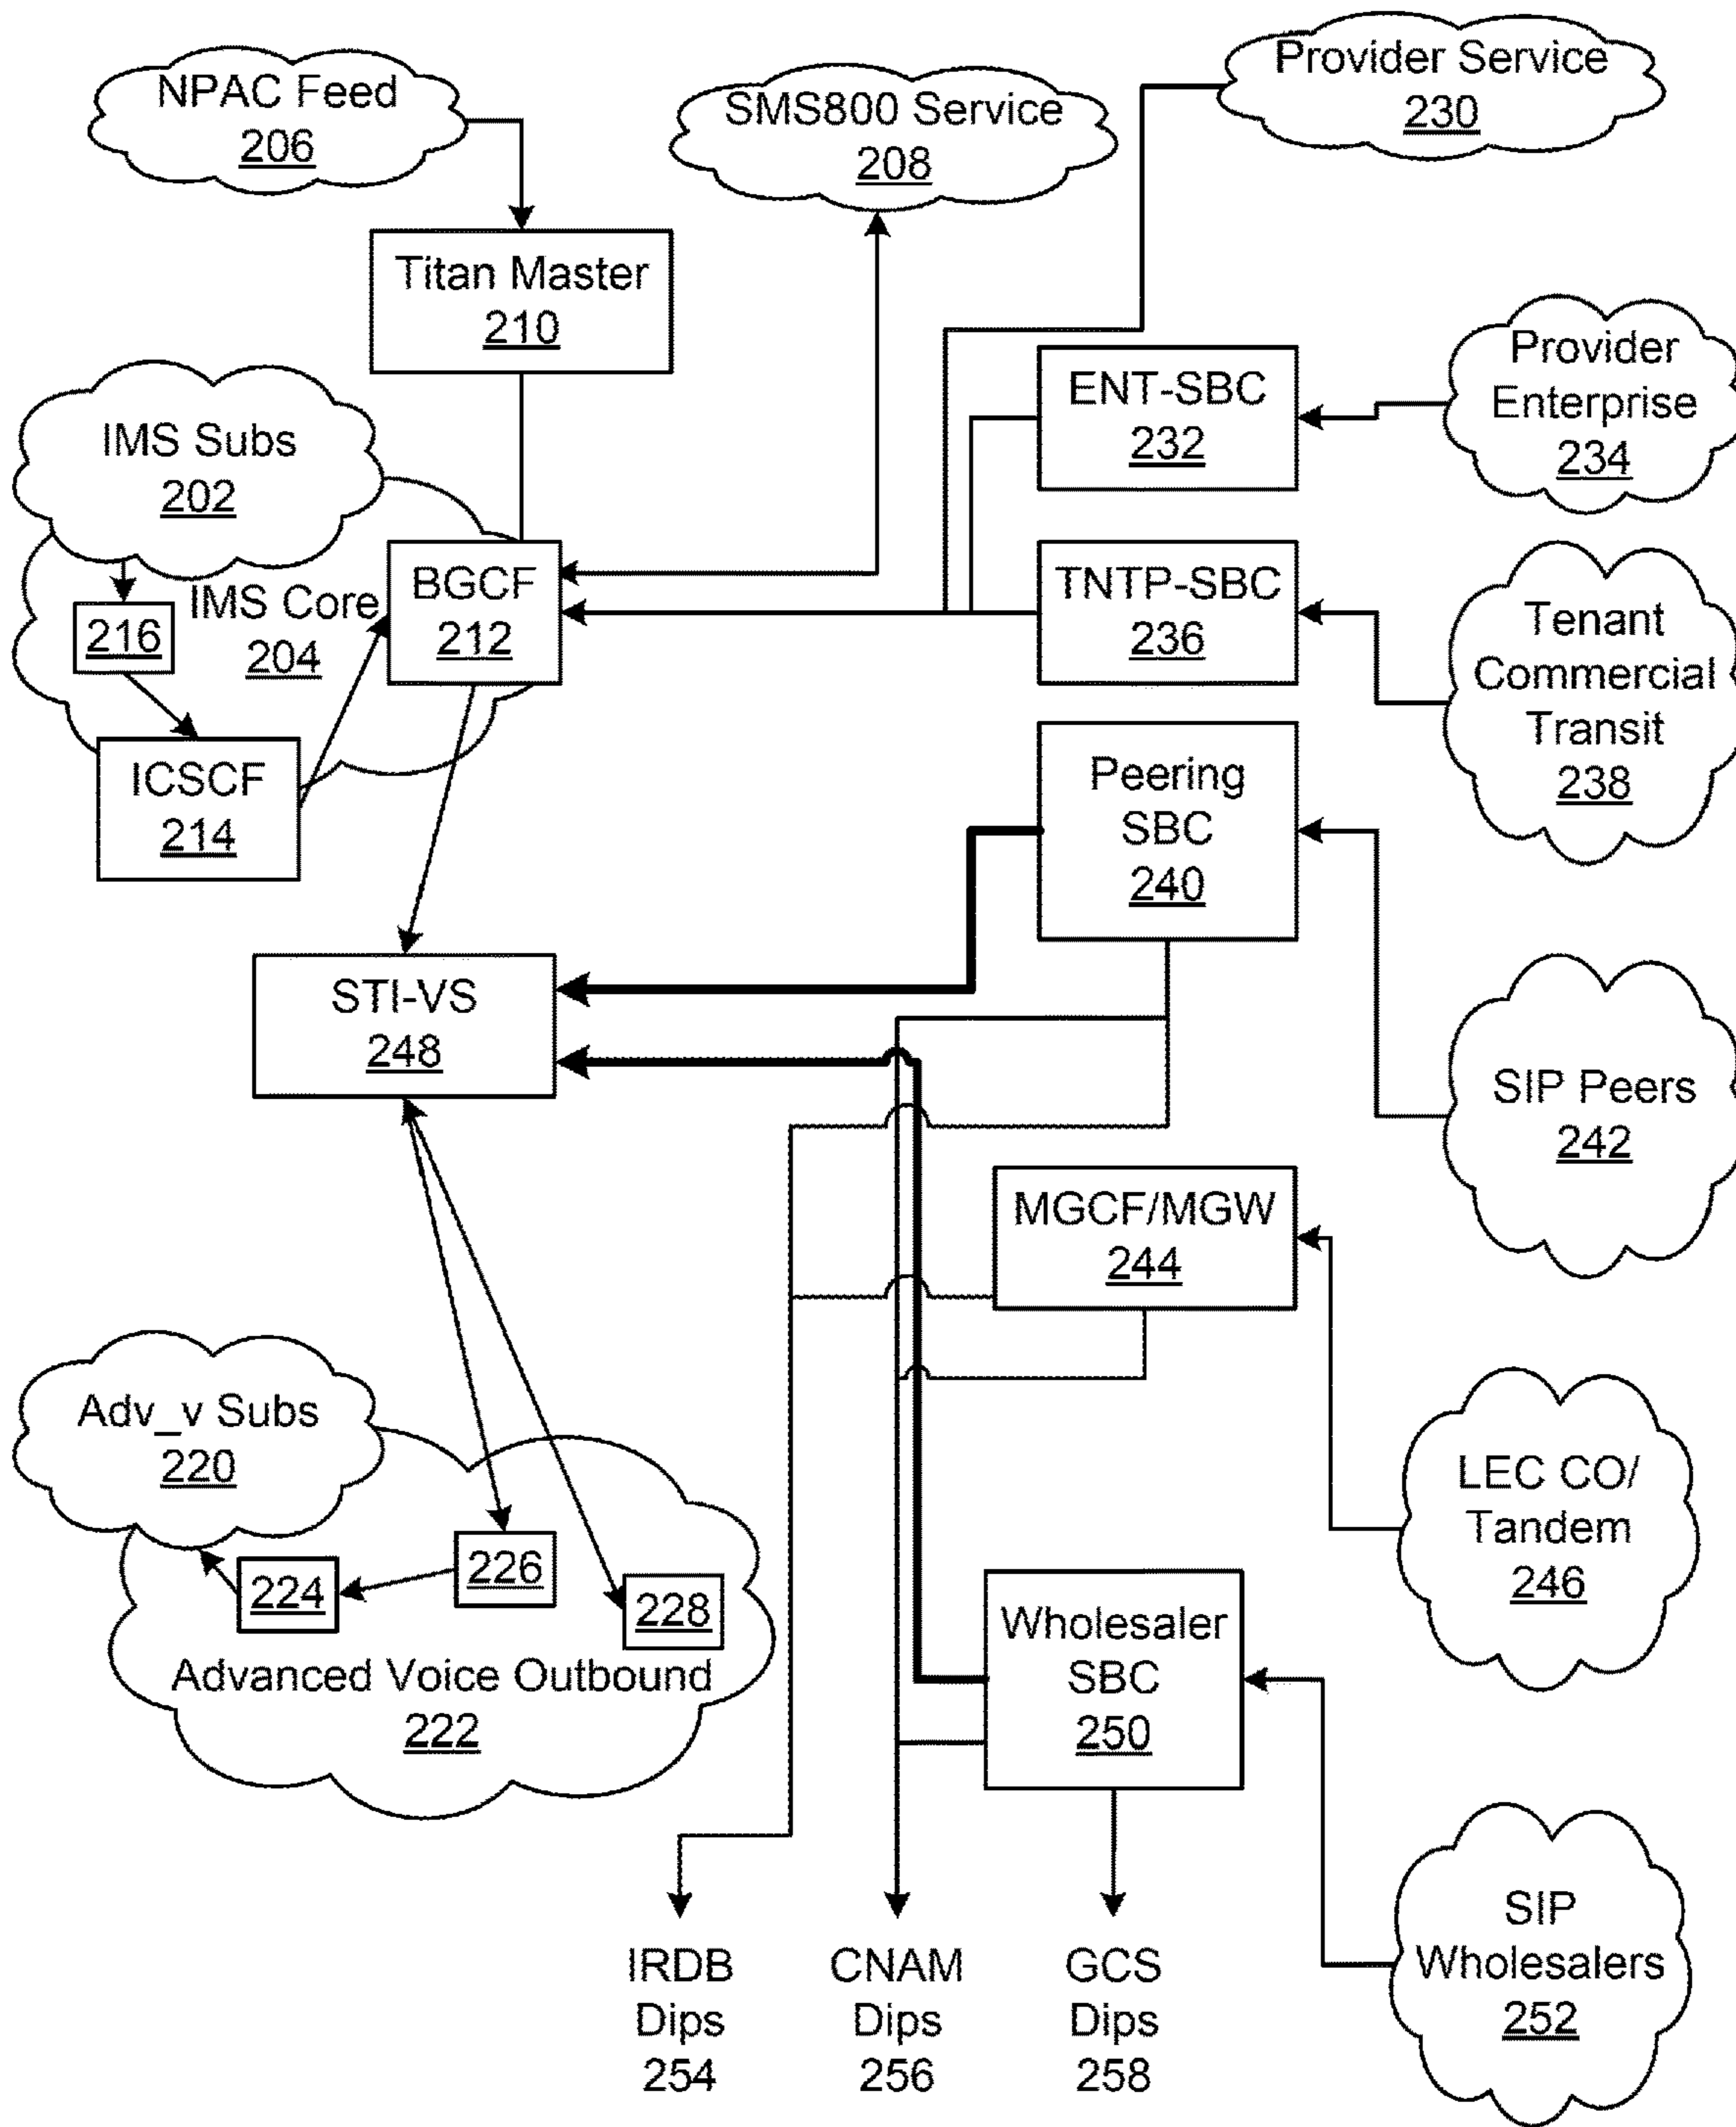 NPAC Feed
206
SMS800 Service
208
Provider Service
230
Titan Master
210
ENT-SBC
232
Provider
Enterprise
234
IMS Subs
202
BGCF
212
TNTP-SBC
236
Tenant
Commercial
Transit
238
216
IMS Core
204
ICSCF
214
Peering
SBC
240
STI-VS
248
SIP Peers
242
MGCF/MGW
244
Adv_v Subs
220
LEC CO/
Tandem
246
224
226
228
Advanced Voice Outbound
222
Wholesaler
SBC
250
SIP
Wholesalers
252
IRDB
Dips
254
CNAM
Dips
256
GCS
Dips
258